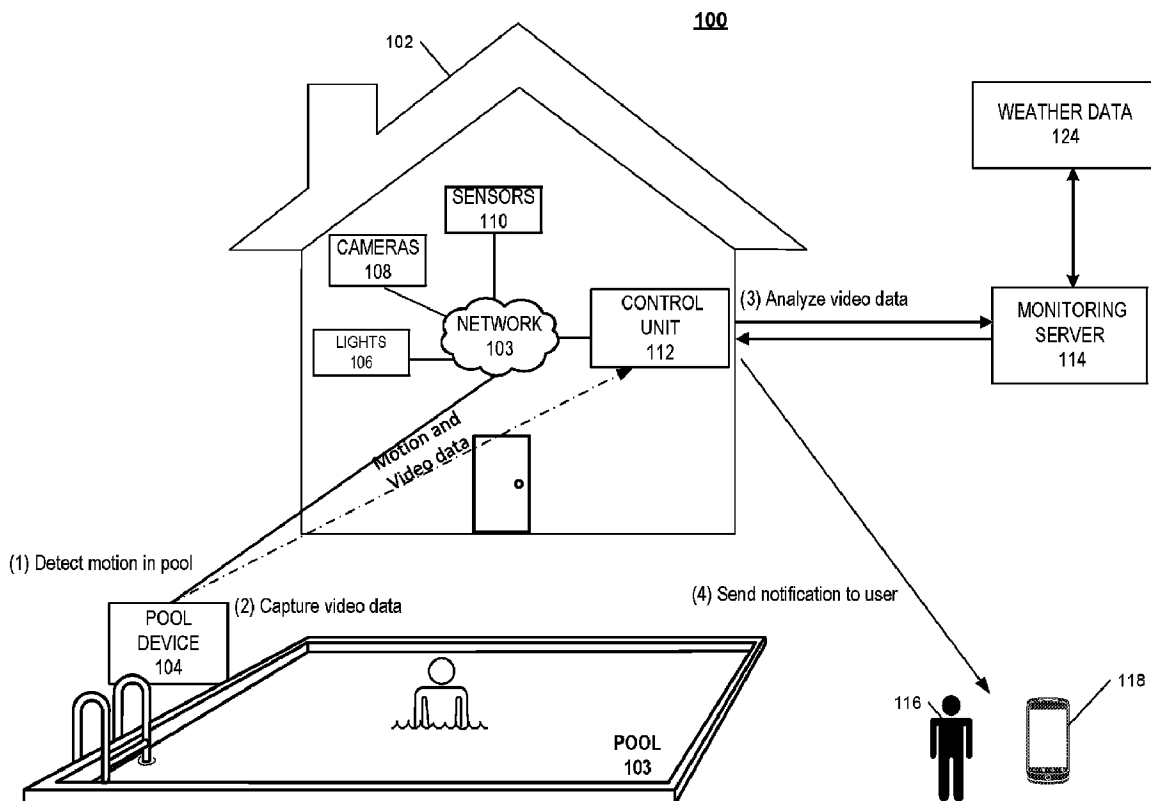 100
102
WEATHER DATA
124
SENSORS
110
CAMERAS
108
NETWORK
103
LIGHTS
106
CONTROL
UNIT
112
(3) Analyze video data
MONITORING
SERVER
114
Motion and
Video data
(1) Detect motion in pool
(2) Capture video data
POOL
DEVICE
104
(4) Send notification to user
POOL
103
116
118